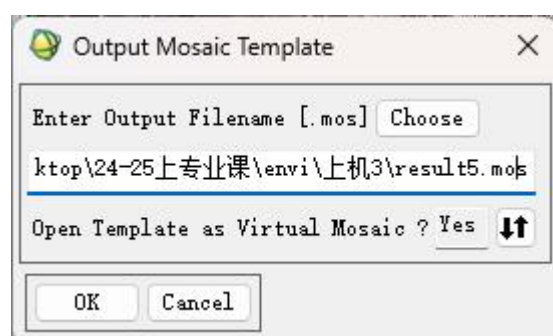 Output Mosaic Template
Enter Output Filename [.mos] Choose
ktop\24-25上专业课\envi\上机3\result5.mos
Open Template as Virtual Mosaic ? Yes
OK Cancel